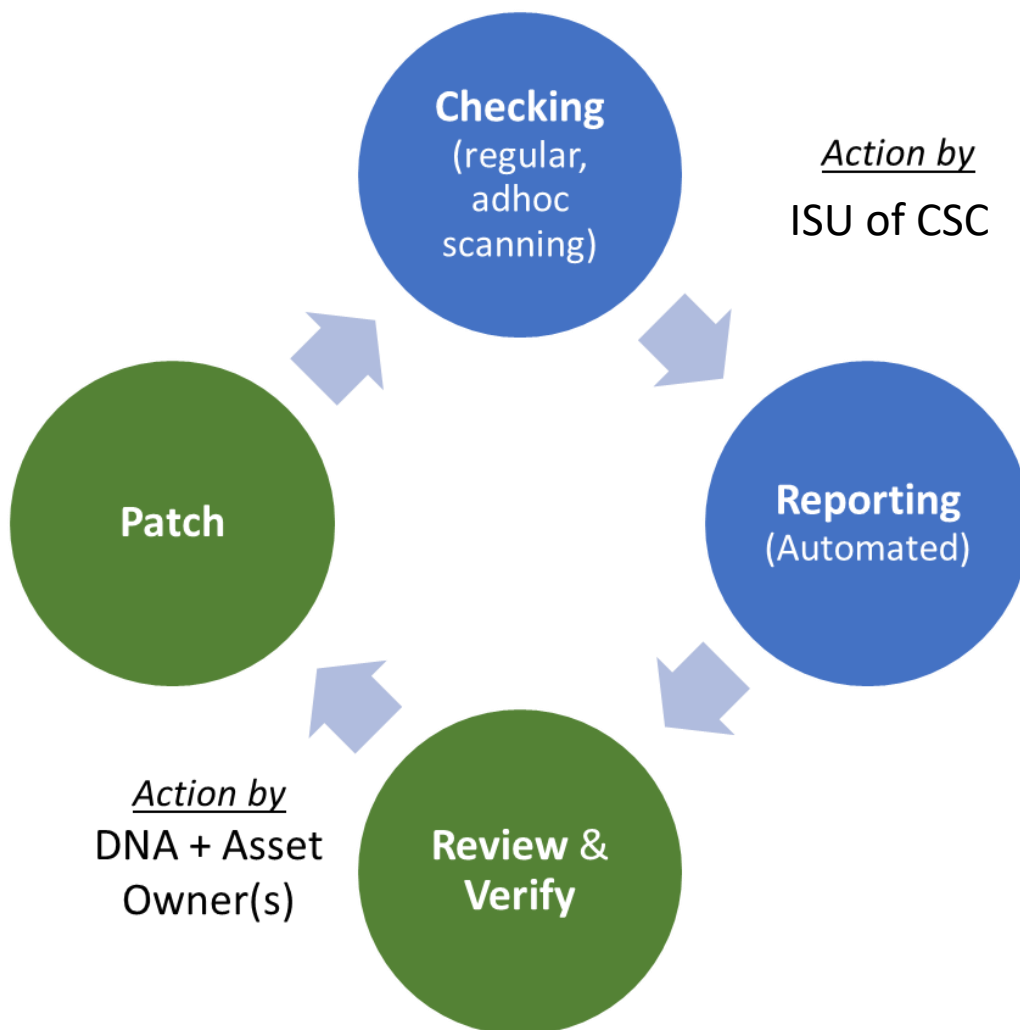 Checking
(regular,
adhoc
scanning)
Action by
ISU of CSC
Reporting
(Automated)
Patch
Action by
DNA + Asset
Owner(s)
Review &
Verify